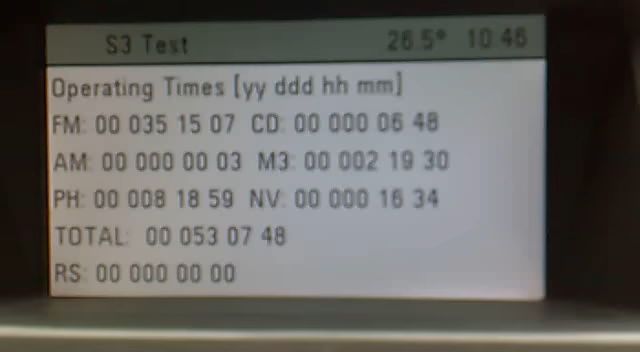 S3 Test 26.5° 10:46
Operating Times [yy ddd hh mm]
FM: 00 035 15 07 CD: 00 000 06 48
AM: 00 000 00 03 M3: 00 002 19 30
PH: 00 008 18 59 NV: 00 000 16 34
TOTAL: 00 053 07 48
RS: 00 000 00 00